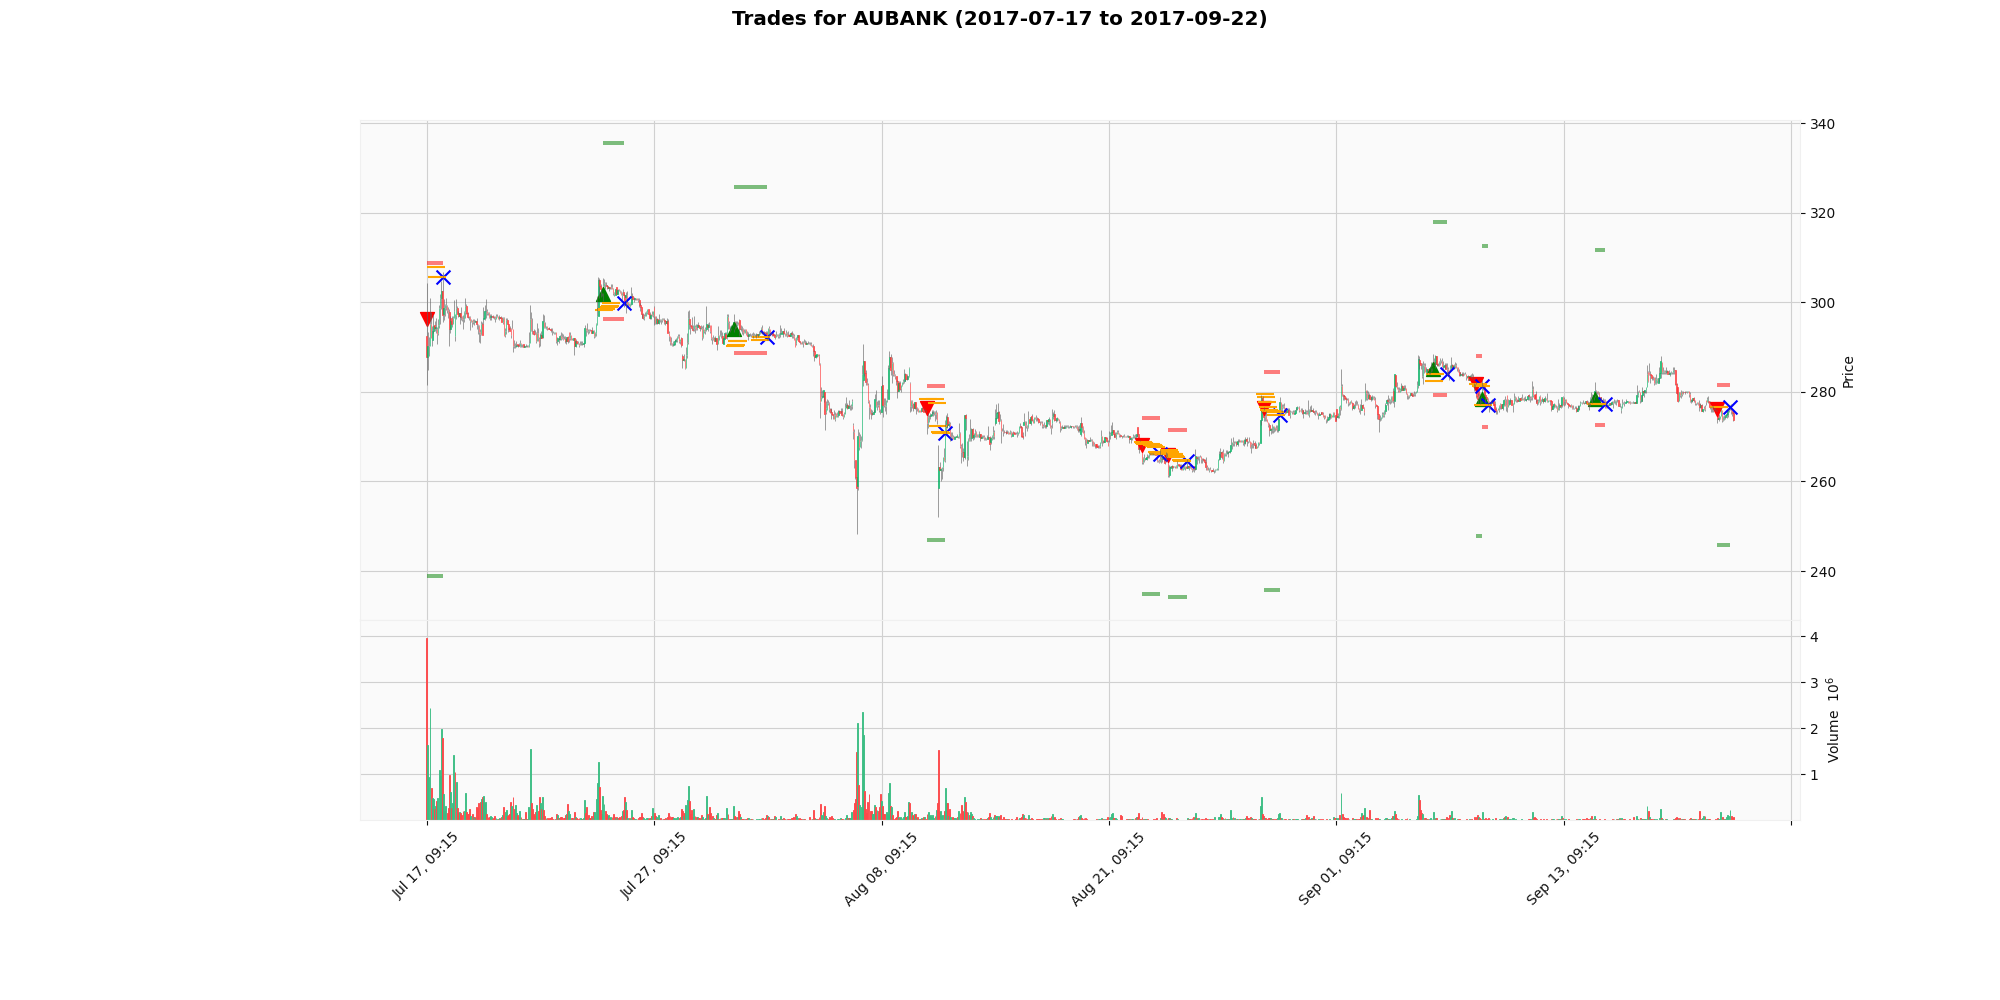 Trades for AUBANK (2017-07-17 to 2017-09-22)
340
320
300
280
260
240
Price
4
3
2
1
Volume 10^6
Jul 17, 09:15
Jul 27, 09:15
Aug 08, 09:15
Aug 21, 09:15
Sep 01, 09:15
Sep 13, 09:15